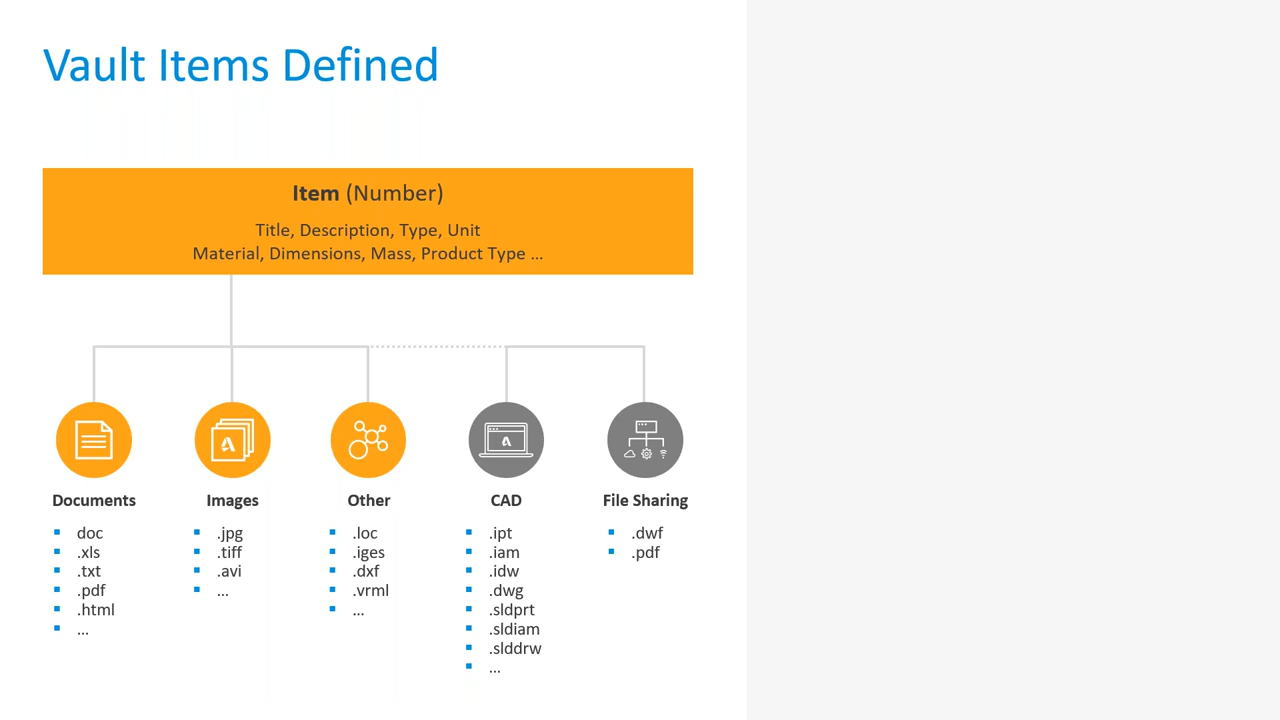 Vault Items Defined
Item (Number)
Title, Description, Type, Unit
Material, Dimensions, Mass, Product Type ...
Documents
doc
.xls
.txt
.pdf
.html
...
Images
.jpg
.tiff
.avi
...
Other
.loc
.iges
.dxf
.vrml
...
CAD
.ipt
.iam
.idw
.dwg
.sldprt
.sldiam
.slddrw
...
File Sharing
.dwf
.pdf